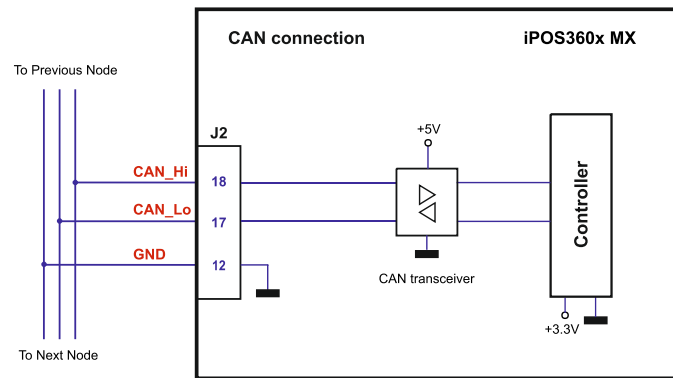 CAN connection
iPOS360x MX
To Previous Node
J2
+5V
CAN_Hi
18
CAN_Lo
17
GND
12
Controller
CAN transceiver
+3.3V
To Next Node